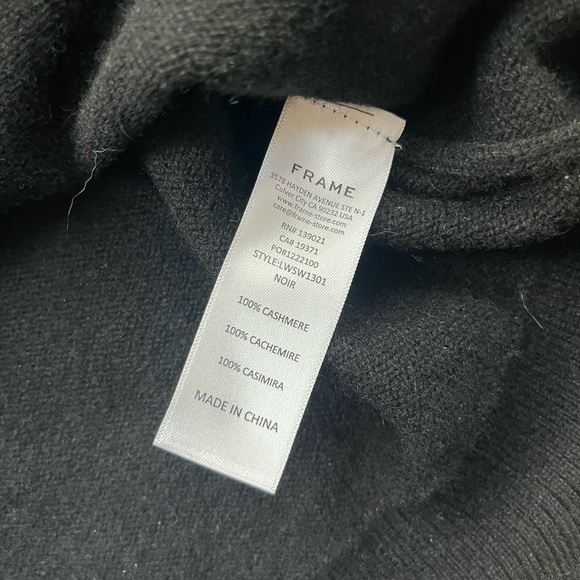 FRAME
3578 HAYDEN AVENUE STE N-1
Culver City CA 90232 USA
www.frame-store.com
care@frame-store.com
RN# 139021
CA# 19371
PO#1222100
STYLE:LWSW1301
NOIR
100% CASHMERE
100% CACHEMIRE
100% CASIMIRA
MADE IN CHINA